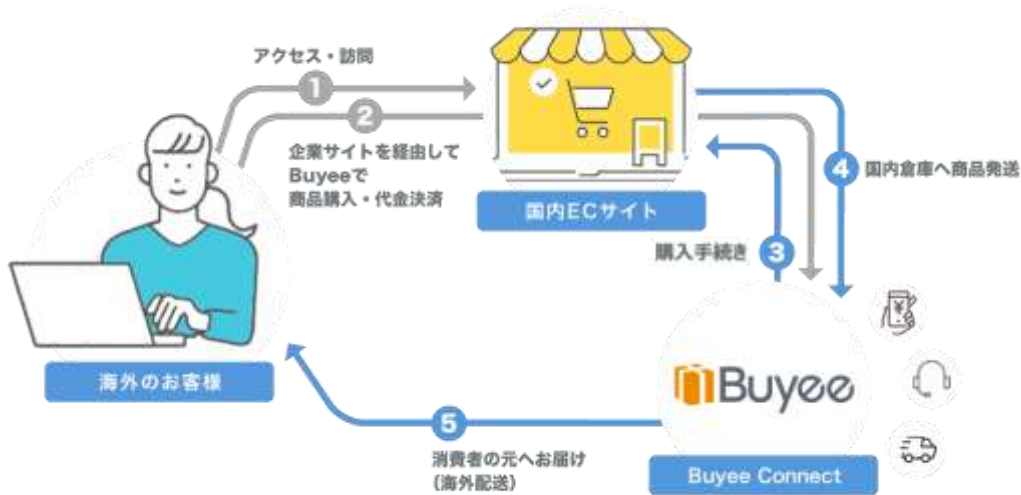 アクセス・訪問
1
2
企業サイトを経由して
Buyeeで
商品購入・代金決済
国内ECサイト
4
国内倉庫へ商品発送
購入手続き
3
¥
海外のお客様
Buyee
5
消費者の元へお届け
（海外配送）
Buyee Connect